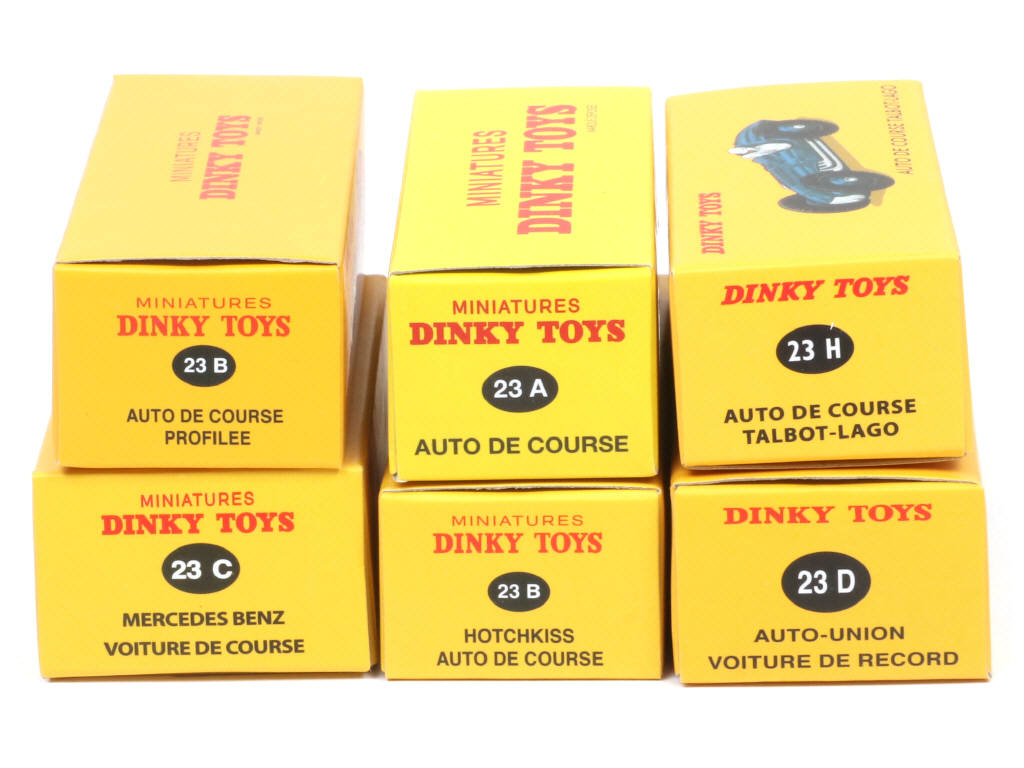 MINIATURES
DINKY TOYS
MINIATURES
DINKY TOYS
23 B
AUTO DE COURSE
PROFILEE
MINIATURES
DINKY TOYS
MINIATURES
DINKY TOYS
23 A
AUTO DE COURSE
DINKY TOYS
AUTO DE COURSE TALBOT-LAGO
DINKY TOYS
23 H
AUTO DE COURSE
TALBOT-LAGO
MINIATURES
DINKY TOYS
23 C
MERCEDES BENZ
VOITURE DE COURSE
MINIATURES
DINKY TOYS
23 B
HOTCHKISS
AUTO DE COURSE
DINKY TOYS
23 D
AUTO-UNION
VOITURE DE RECORD